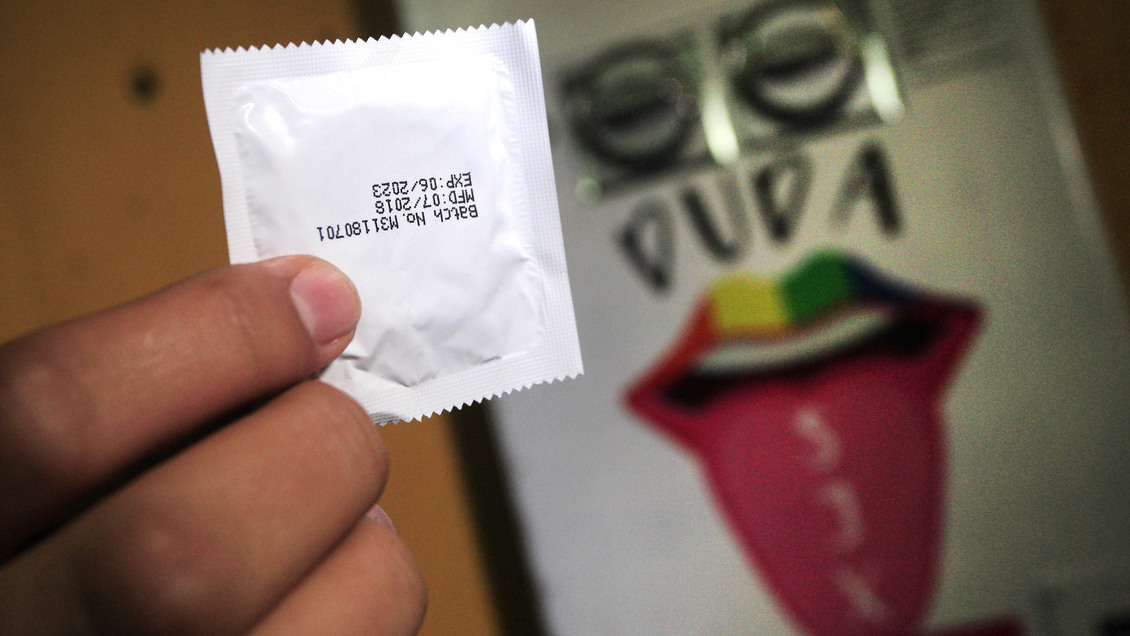 Batch No. M31180701
MFD:07/2018
EXP:06/2023
DUDA